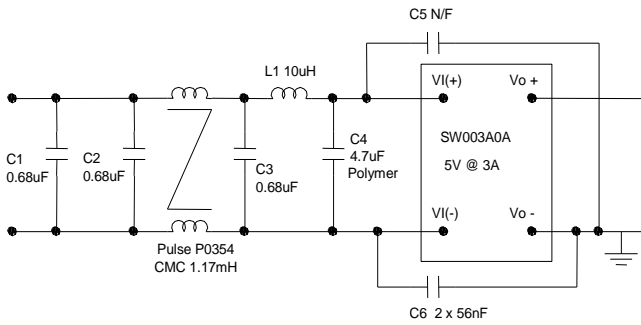 C5 N/F
L1 10uH
VI(+)
Vo +
C1
0.68uF
C2
0.68uF
C3
0.68uF
C4
4.7uF
Polymer
SW003A0A
5V @ 3A
VI(-)
Vo -
Pulse P0354
CMC 1.17mH
C6 2 x 56nF